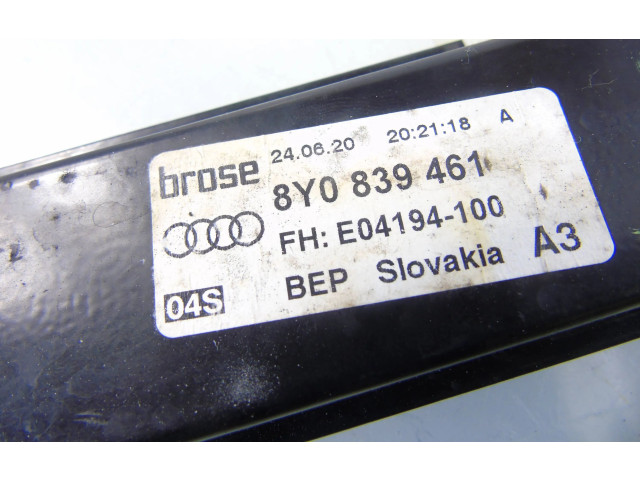 brose 24.06.20 20:21:18 A
8Y0 839 461
FH: E04194-100
04S BEP Slovakia A3